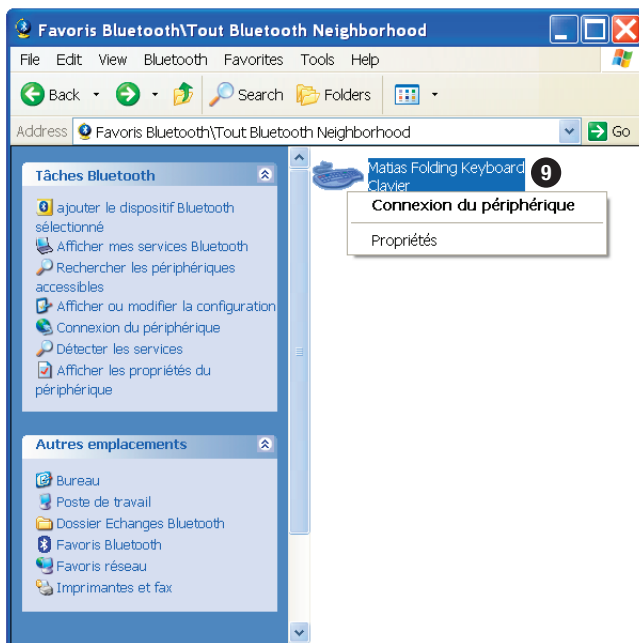 Favoris Bluetooth\Tout Bluetooth Neighborhood
File Edit View Bluetooth Favorites Tools Help
Back Search Folders
Address Favoris Bluetooth\Tout Bluetooth Neighborhood Go
Tâches Bluetooth
ajouter le dispositif Bluetooth
sélectionné
Afficher mes services Bluetooth
Rechercher les périphériques
accessibles
Afficher ou modifier la configuration
Connexion du périphérique
Détecter les services
Afficher les propriétés du
périphérique
Autres emplacements
Bureau
Poste de travail
Dossier Echanges Bluetooth
Favoris Bluetooth
Favoris réseau
Imprimantes et fax
Matias Folding Keyboard
Clavier
9
Connexion du périphérique
Propriétés